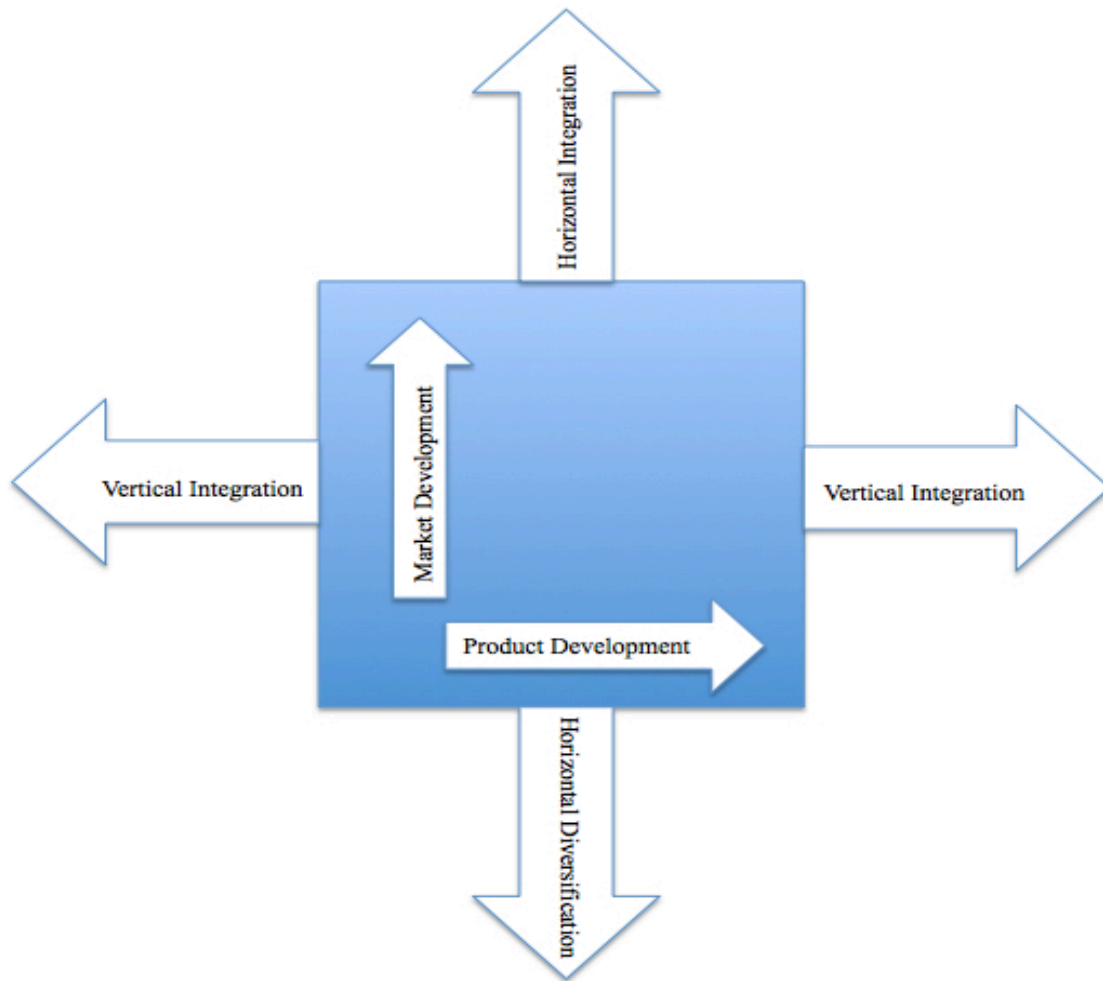 Horizontal Integration
Market Development
Vertical Integration
Vertical Integration
Product Development
Horizontal Diversification